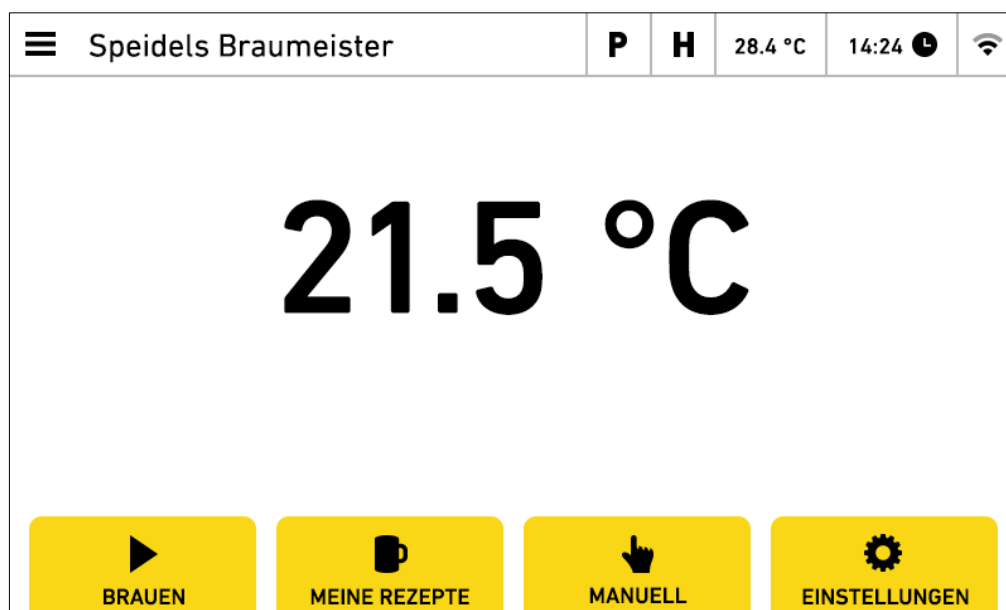 Speidels Braumeister P H 28.4 °C 14:24
21.5 °C
BRAUEN MEINE REZEPTE MANUELL EINSTELLUNGEN